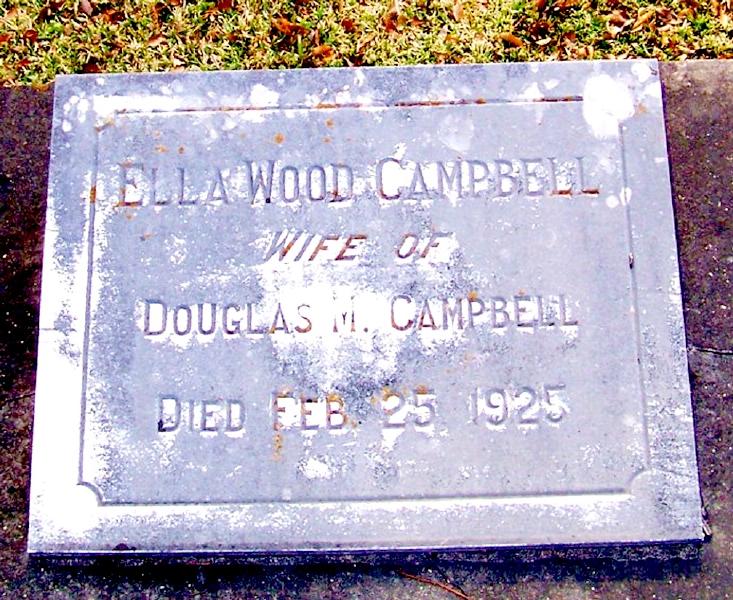 ELLA WOOD CAMPBELL
WIFE OF
DOUGLAS M. CAMPBELL
DIED FEB. 25 1925